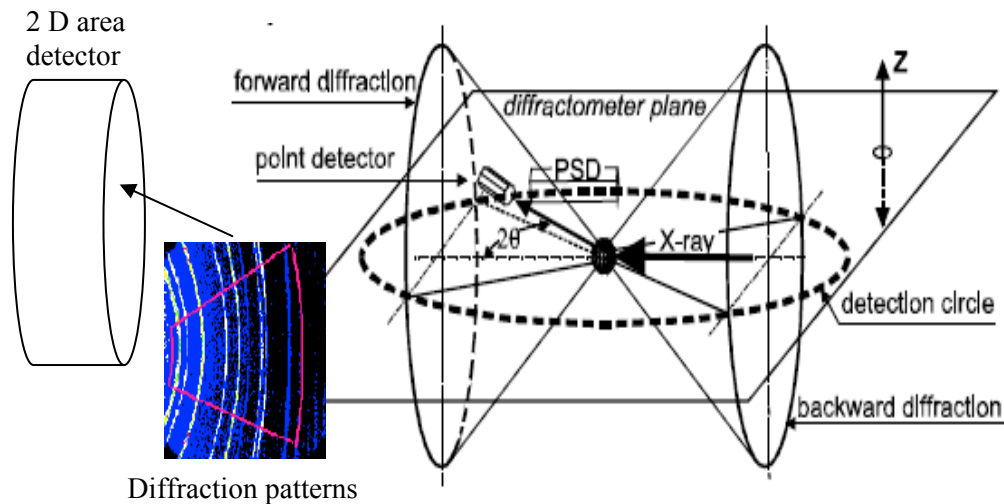 2 D area
detector
forward diffraction
diffractometer plane
Z
point detector
PSD
2θ
X-ray
detection circle
backward diffraction
Diffraction patterns